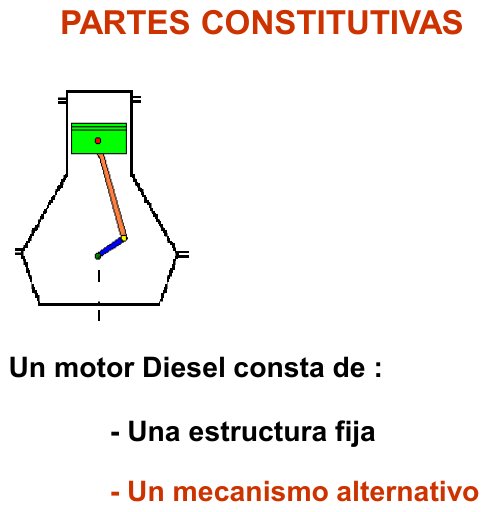 PARTES CONSTITUTIVAS
Un motor Diesel consta de :
- Una estructura fija
- Un mecanismo alternativo